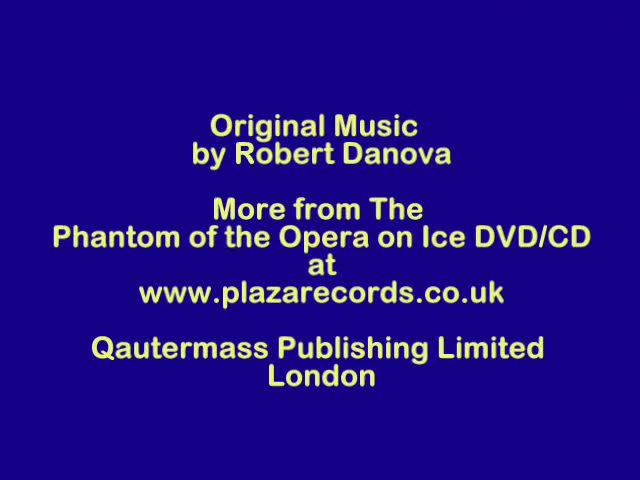 Original Music
by Robert Danova
More from The
Phantom of the Opera on Ice DVD/CD
at
www.plazarecords.co.uk
Qautermass Publishing Limited
London